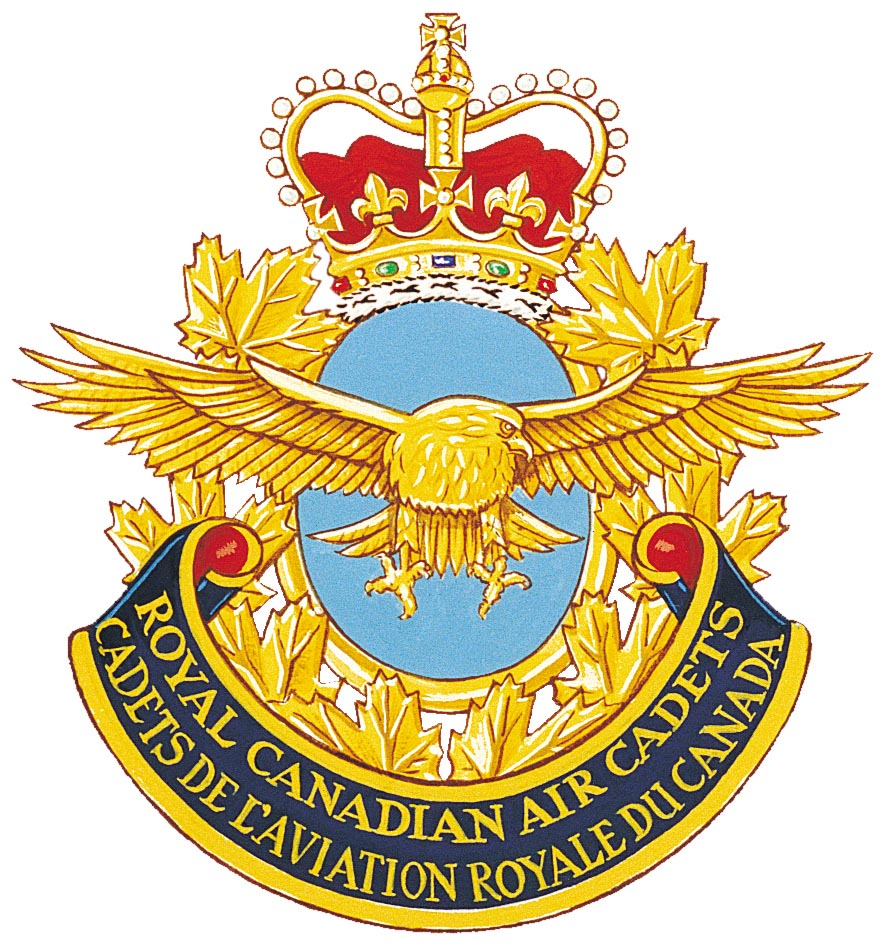 ROYAL CANADIAN AIR CADETS
CADETS DE L'AVIATION ROYALE DU CANADA